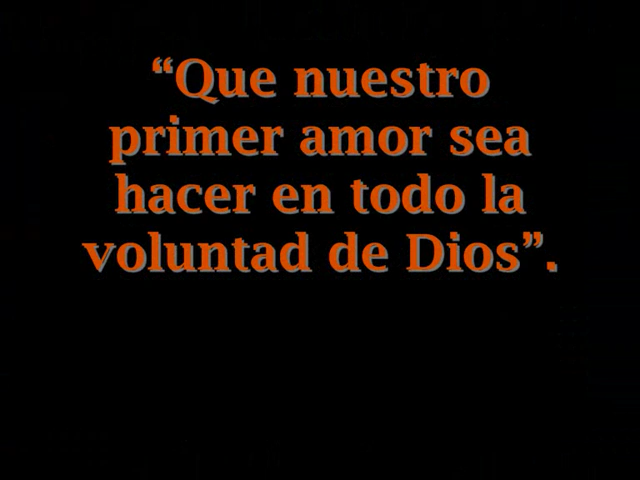 “Que nuestro
primer amor sea
hacer en todo la
voluntad de Dios”.